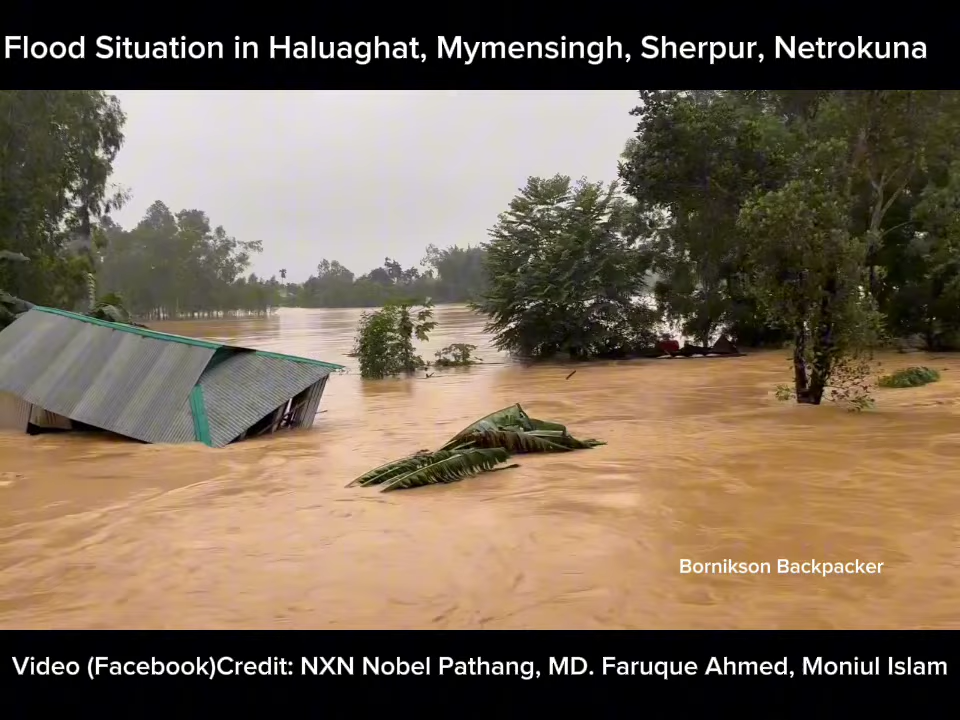 Flood Situation in Haluaghat, Mymensingh, Sherpur, Netrokuna
Bornikson Backpacker
Video (Facebook)Credit: NXN Nobel Pathang, MD. Faruque Ahmed, Moniul Islam